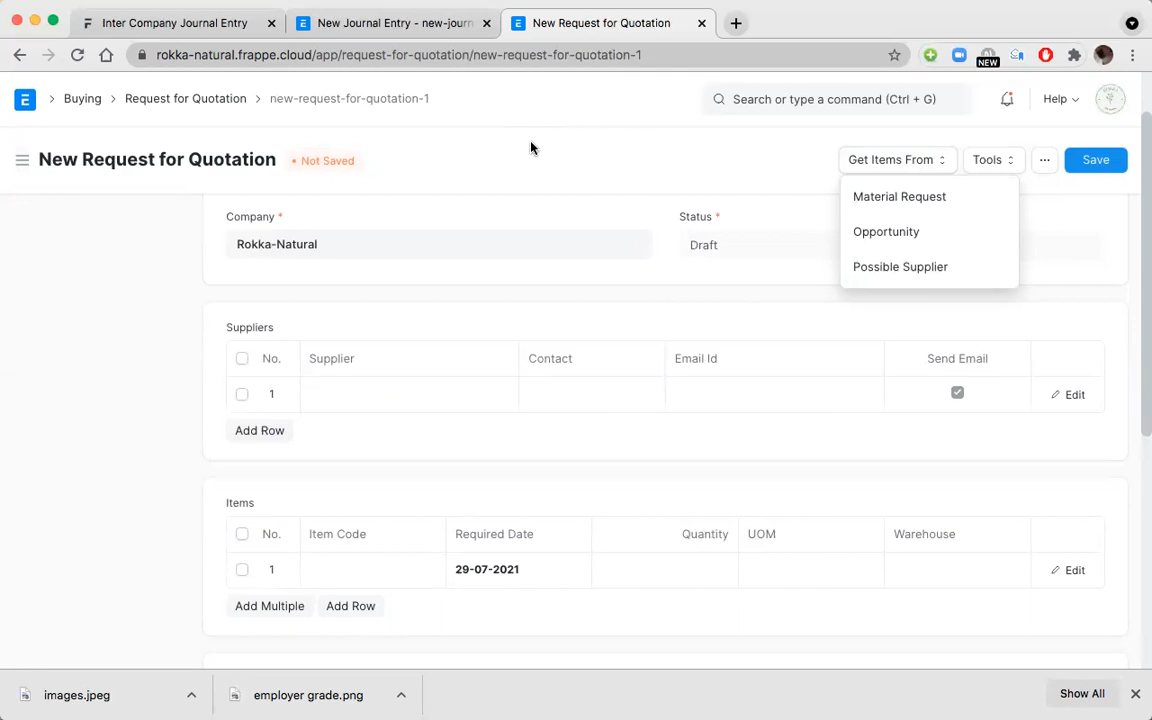 Inter Company Journal Entry
New Journal Entry - new-journ
New Request for Quotation
rokka-natural.frappe.cloud/app/request-for-quotation/new-request-for-quotation-1
NEW
E
Buying
Request for Quotation
new-request-for-quotation-1
Search or type a command (Ctrl + G)
Help
New Request for Quotation
• Not Saved
Get Items From
Tools
...
Save
Material Request
Opportunity
Possible Supplier
Company *
Status *
Rokka-Natural
Draft
Suppliers
No. Supplier Contact Email Id Send Email
1 Edit
Add Row
Items
No. Item Code Required Date Quantity UOM Warehouse
1 29-07-2021 Edit
Add Multiple Add Row
images.jpeg
employer grade.png
Show All